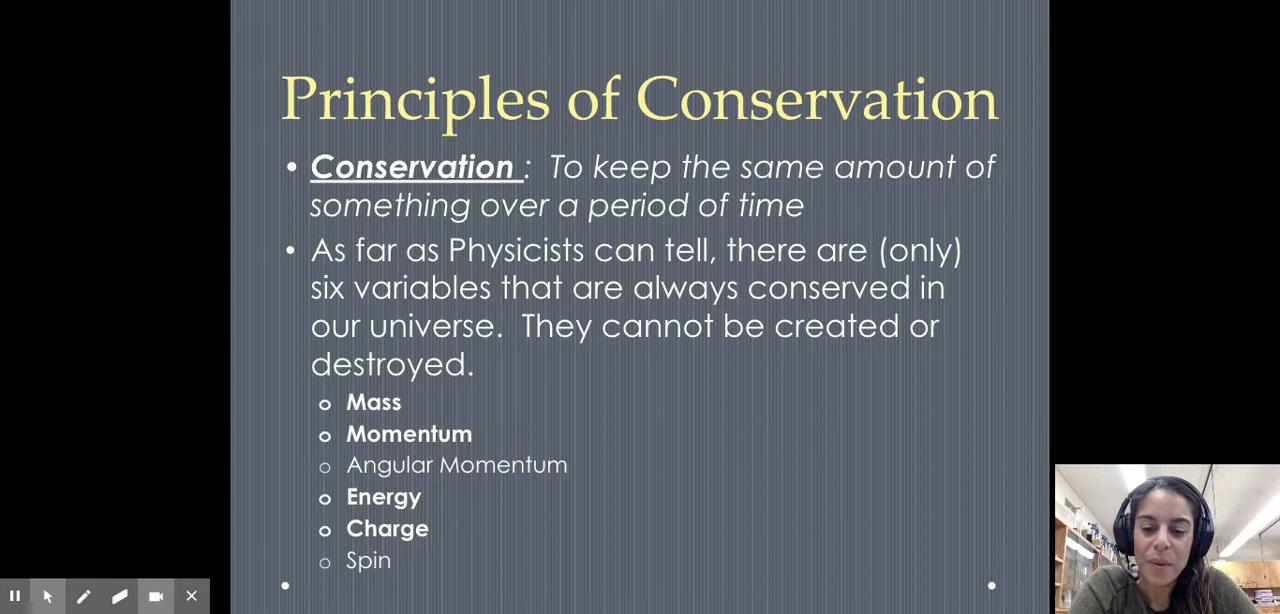 Principles of Conservation
• Conservation : To keep the same amount of
something over a period of time
• As far as Physicists can tell, there are (only)
six variables that are always conserved in
our universe. They cannot be created or
destroyed.
o Mass
o Momentum
o Angular Momentum
o Energy
o Charge
o Spin